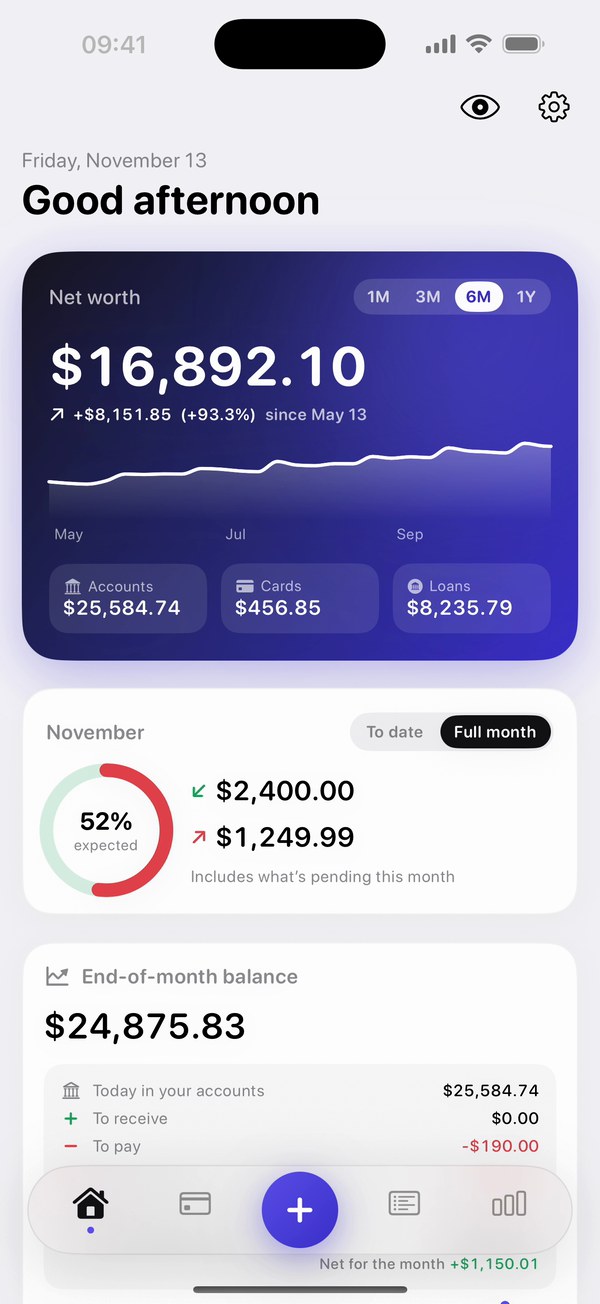 09:41
Friday, November 13
Good afternoon
Net worth
1M 3M 6M 1Y
$16,892.10
+$8,151.85 (+93.3%) since May 13
May Jul Sep
Accounts Cards Loans
$25,584.74 $456.85 $8,235.79
November
To date Full month
52%
expected
$2,400.00
$1,249.99
Includes what's pending this month
End-of-month balance
$24,875.83
Today in your accounts $25,584.74
+ To receive $0.00
− To pay -$190.00
Net for the month +$1,150.01